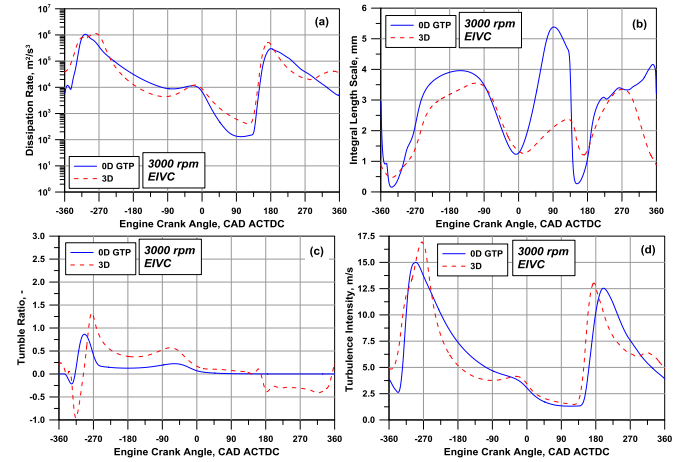 (a)
Dissipation Rate, m²/s³
10⁷
10⁶
10⁵
10⁴
10³
10²
10¹
10⁰
0D GTP
3D
3000 rpm
EIVC
-360 -270 -180 -90 0 90 180 270 360
Engine Crank Angle, CAD ACTDC
(b)
Integral Length Scale, mm
6
5
4
3
2
1
0
0D GTP
3D
3000 rpm
EIVC
-360 -270 -180 -90 0 90 180 270 360
Engine Crank Angle, CAD ACTDC
(c)
Tumble Ratio, -
3.0
2.5
2.0
1.5
1.0
0.5
0.0
-0.5
-1.0
0D GTP
3D
3000 rpm
EIVC
-360 -270 -180 -90 0 90 180 270 360
Engine Crank Angle, CAD ACTDC
(d)
Turbulence Intensity, m/s
17.5
15.0
12.5
10.0
7.5
5.0
2.5
0.0
0D GTP
3D
3000 rpm
EIVC
-360 -270 -180 -90 0 90 180 270 360
Engine Crank Angle, CAD ACTDC